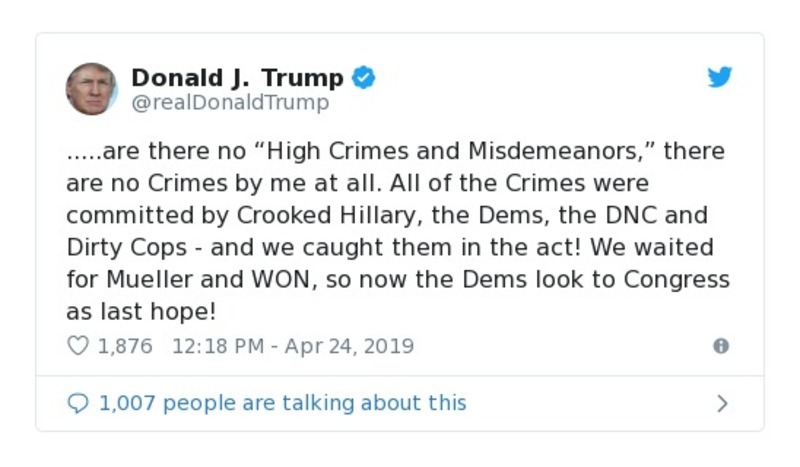 Donald J. Trump
@realDonaldTrump
.....are there no “High Crimes and Misdemeanors,” there
are no Crimes by me at all. All of the Crimes were
committed by Crooked Hillary, the Dems, the DNC and
Dirty Cops - and we caught them in the act! We waited
for Mueller and WON, so now the Dems look to Congress
as last hope!
1,876 12:18 PM - Apr 24, 2019
1,007 people are talking about this